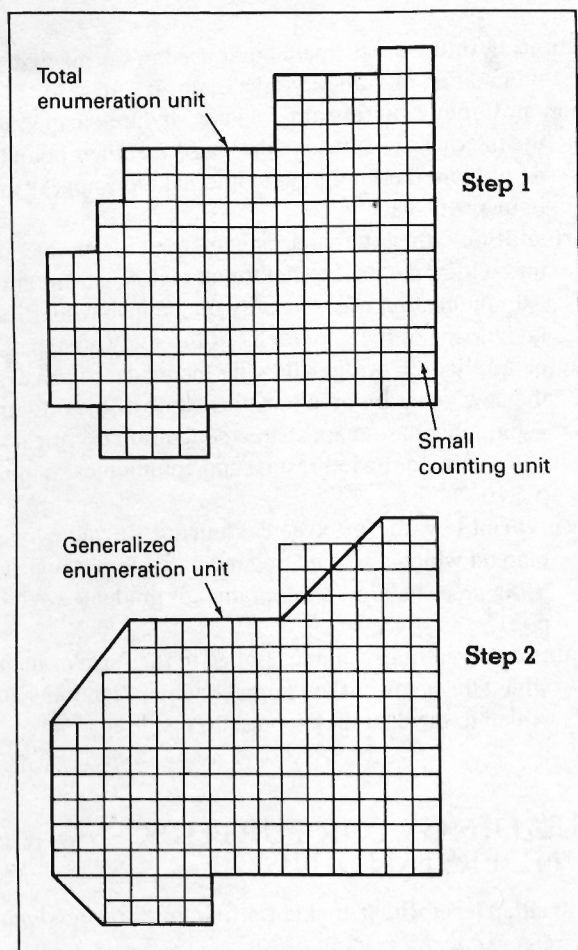 Total
enumeration unit
Step 1
Small
counting unit
Generalized
enumeration unit
Step 2